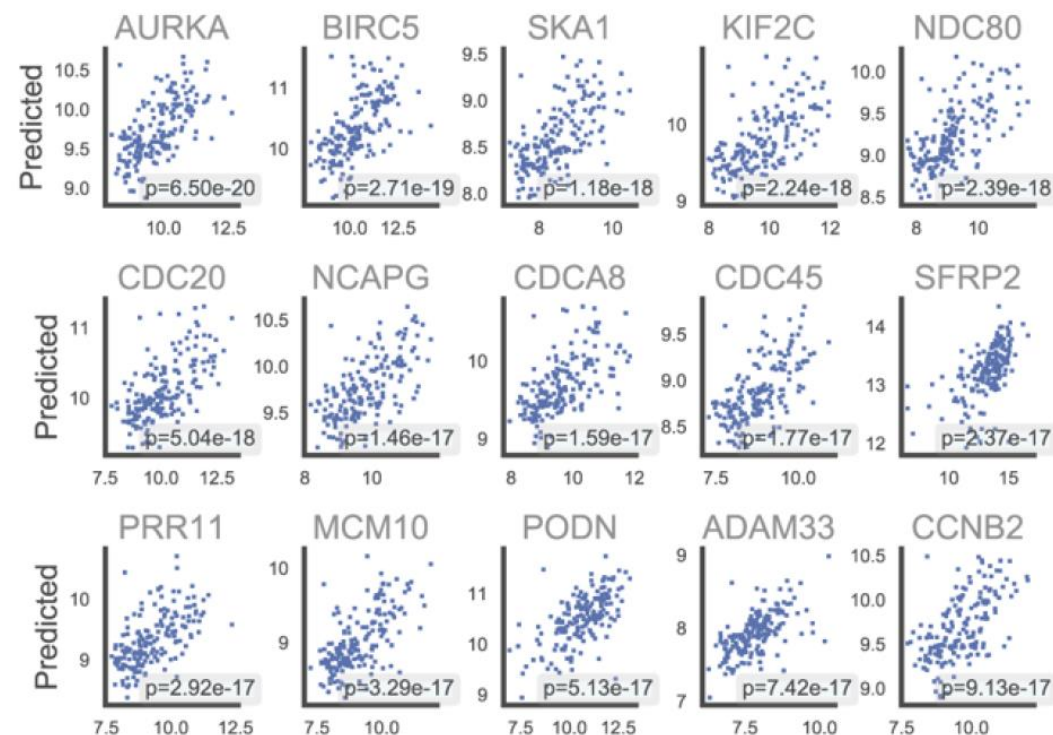 AURKA BIRC5 SKA1 KIF2C NDC80
Predicted
10.5 10.0 9.5 9.0
11 10
9.5 9.0 8.5 8.0
10 9
10.0 9.5 9.0 8.5
p=6.50e-20 p=2.71e-19 p=1.18e-18 p=2.24e-18 p=2.39e-18
10.0 12.5 10.0 12.5 8 10 8 10 12 8 10
CDC20 NCAPG CDCA8 CDC45 SFRP2
Predicted
11 10
10.5 10.0 9.5
10 9
9.5 9.0 8.5
14 13 12
p=5.04e-18 p=1.46e-17 p=1.59e-17 p=1.77e-17 p=2.37e-17
7.5 10.0 12.5 8 10 8 10 12 7.5 10.0 10 15
PRR11 MCM10 PODN ADAM33 CCNB2
Predicted
10 9
10 9
11 10 9
9 8 7
10.5 10.0 9.5 9.0
p=2.92e-17 p=3.29e-17 p=5.13e-17 p=7.42e-17 p=9.13e-17
7.5 10.0 12.5 7.5 10.0 7.5 10.0 12.5 7.5 10.0 7.5 10.0